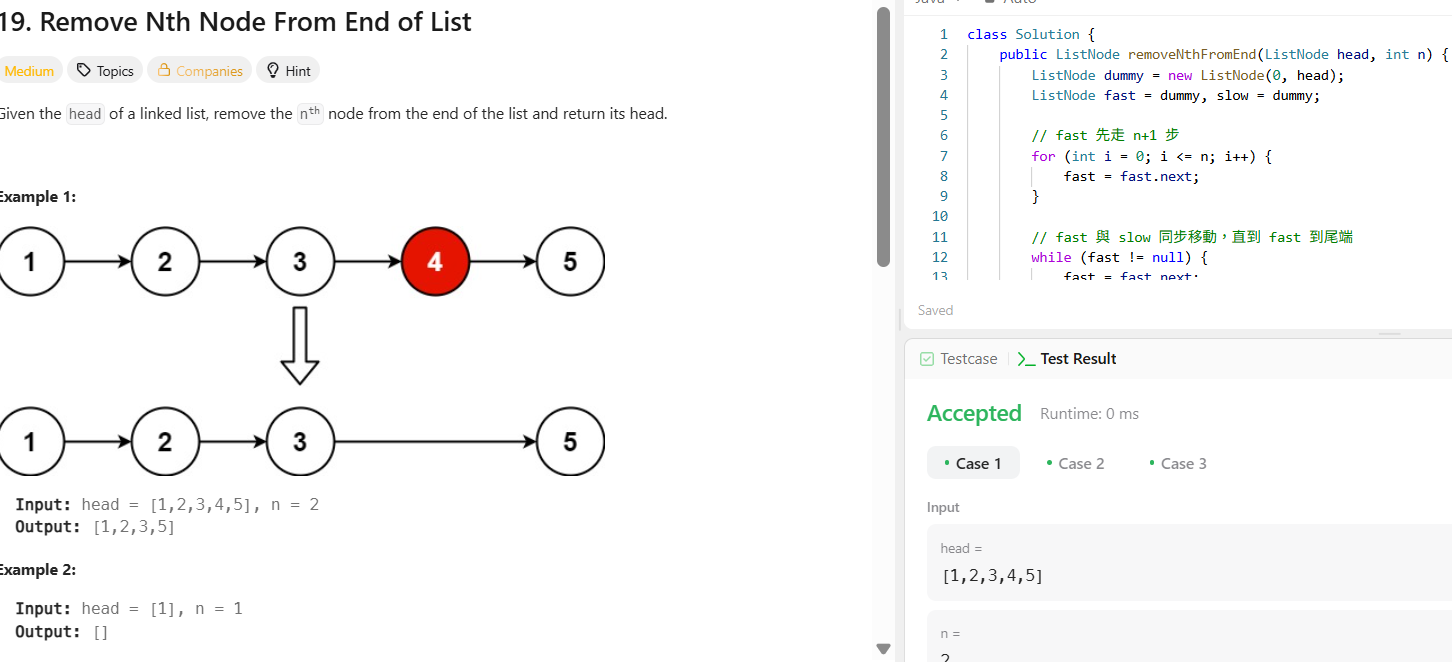 19. Remove Nth Node From End of List
Medium Topics Companies Hint
Given the head of a linked list, remove the nth node from the end of the list and return its head.
Example 1:
1 2 3 4 5
1 2 3 5
Input: head = [1,2,3,4,5], n = 2
Output: [1,2,3,5]
Example 2:
Input: head = [1], n = 1
Output: []
Java Auto
1 class Solution {
2 public ListNode removeNthFromEnd(ListNode head, int n) {
3 ListNode dummy = new ListNode(0, head);
4 ListNode fast = dummy, slow = dummy;
5
6 // fast 先走 n+1 步
7 for (int i = 0; i <= n; i++) {
8 fast = fast.next;
9 }
10
11 // fast 與 slow 同步移動，直到 fast 到尾端
12 while (fast != null) {
13 fast = fast.next;
Saved
Testcase Test Result
Accepted Runtime: 0 ms
Case 1 Case 2 Case 3
Input
head =
[1,2,3,4,5]
n =
2